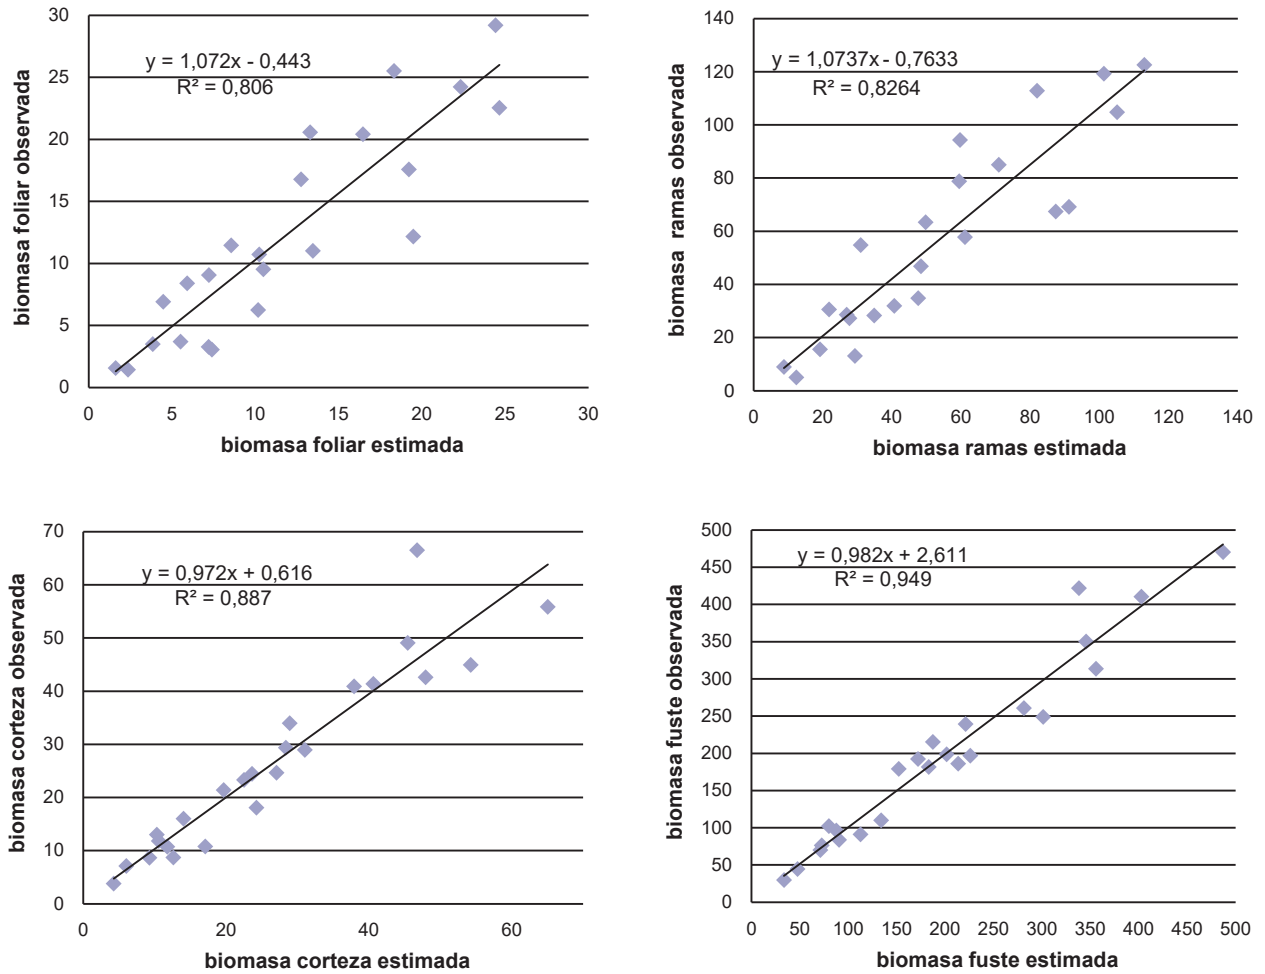 30
25
20
15
10
5
0
biomasa foliar observada
y = 1,072x - 0,443
R² = 0,806
0 5 10 15 20 25 30
biomasa foliar estimada
140
120
100
80
60
40
20
0
biomasa ramas observada
y = 1,0737x - 0,7633
R² = 0,8264
0 20 40 60 80 100 120 140
biomasa ramas estimada
70
60
50
40
30
20
10
0
biomasa corteza observada
y = 0,972x + 0,616
R² = 0,887
0 20 40 60
biomasa corteza estimada
500
450
400
350
300
250
200
150
100
50
0
biomasa fuste observada
y = 0,982x + 2,611
R² = 0,949
0 50 100 150 200 250 300 350 400 450 500
biomasa fuste estimada